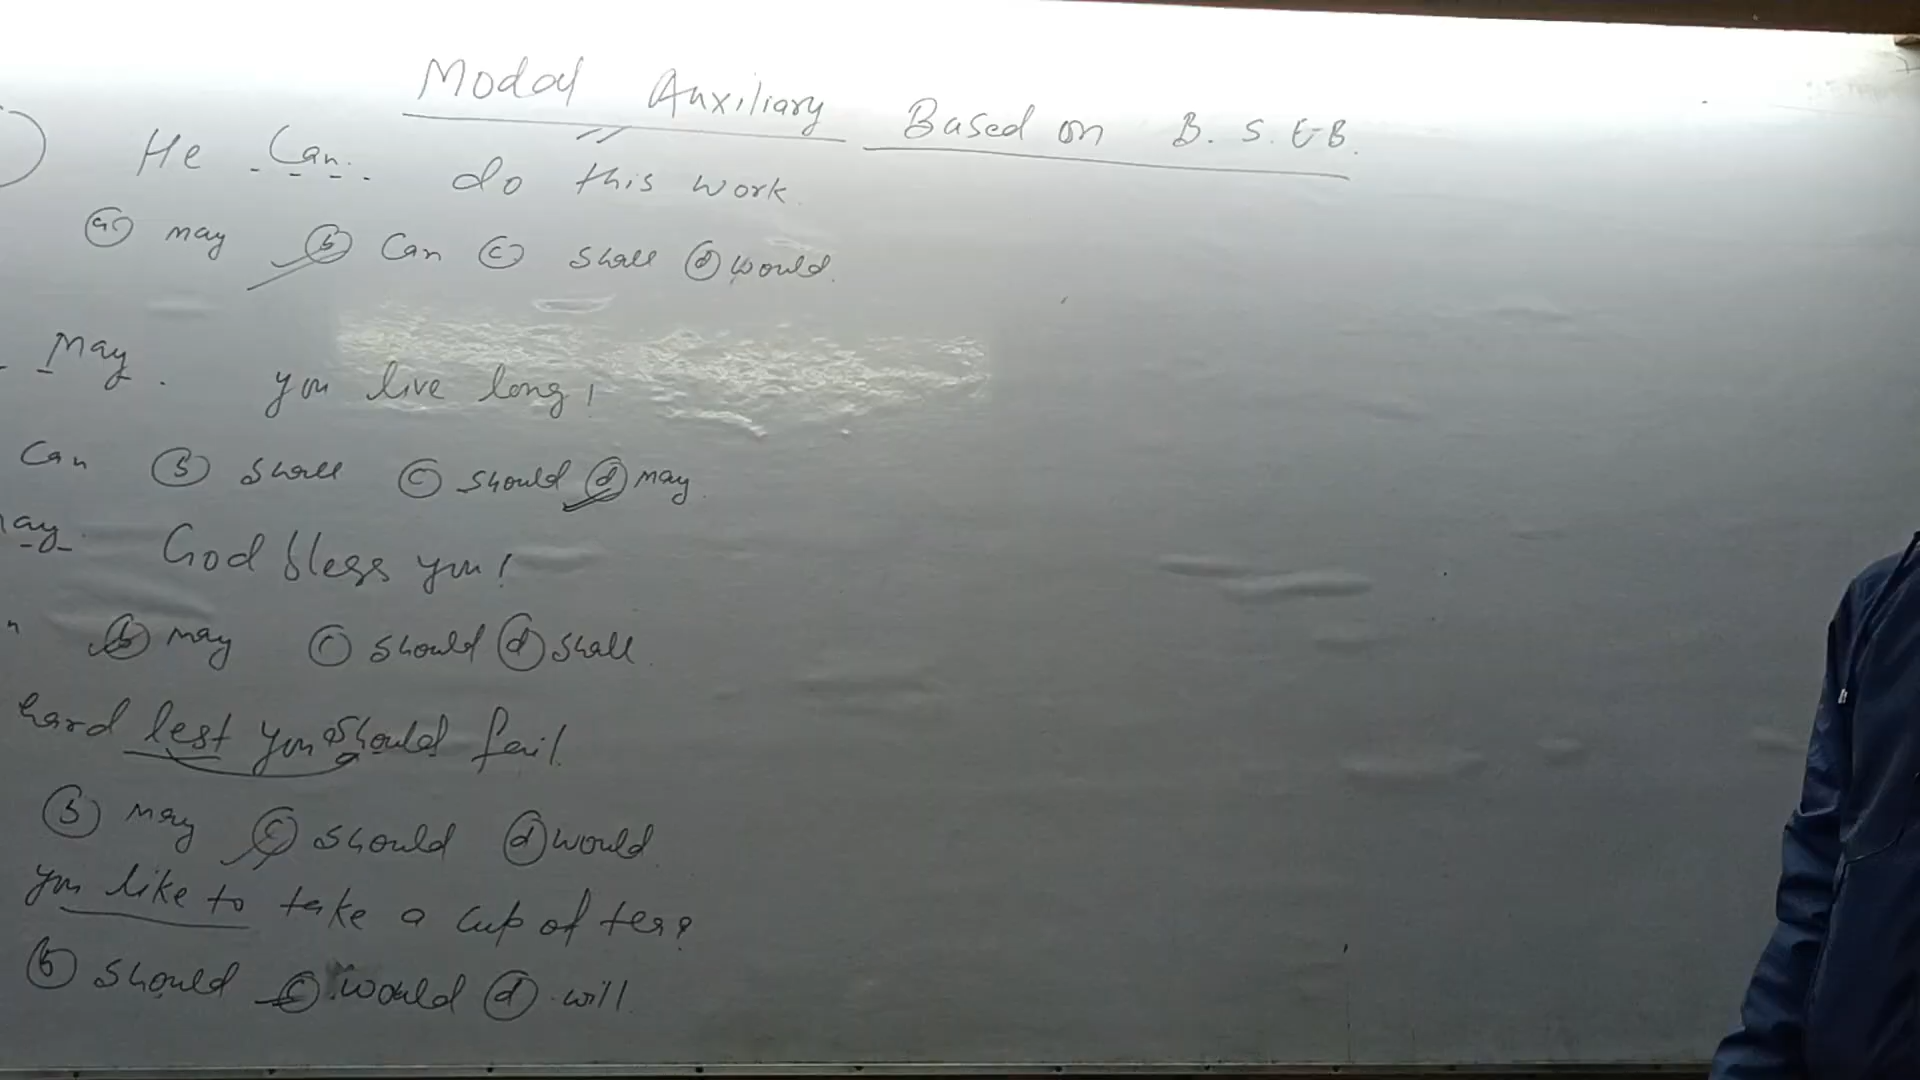 Modal Auxiliary Based on B. S. E B.
He Can. do this work.
(a) may (b) Can (c) shall (d) would.
May. you live long!
Can (b) shall (c) should (d) may.
ay. God bless you!
n (b) may (c) should (d) shall.
hard lest you should fail.
(b) may (c) should (d) would.
you like to take a cup of tea?
(b) should (c) would (d) will.